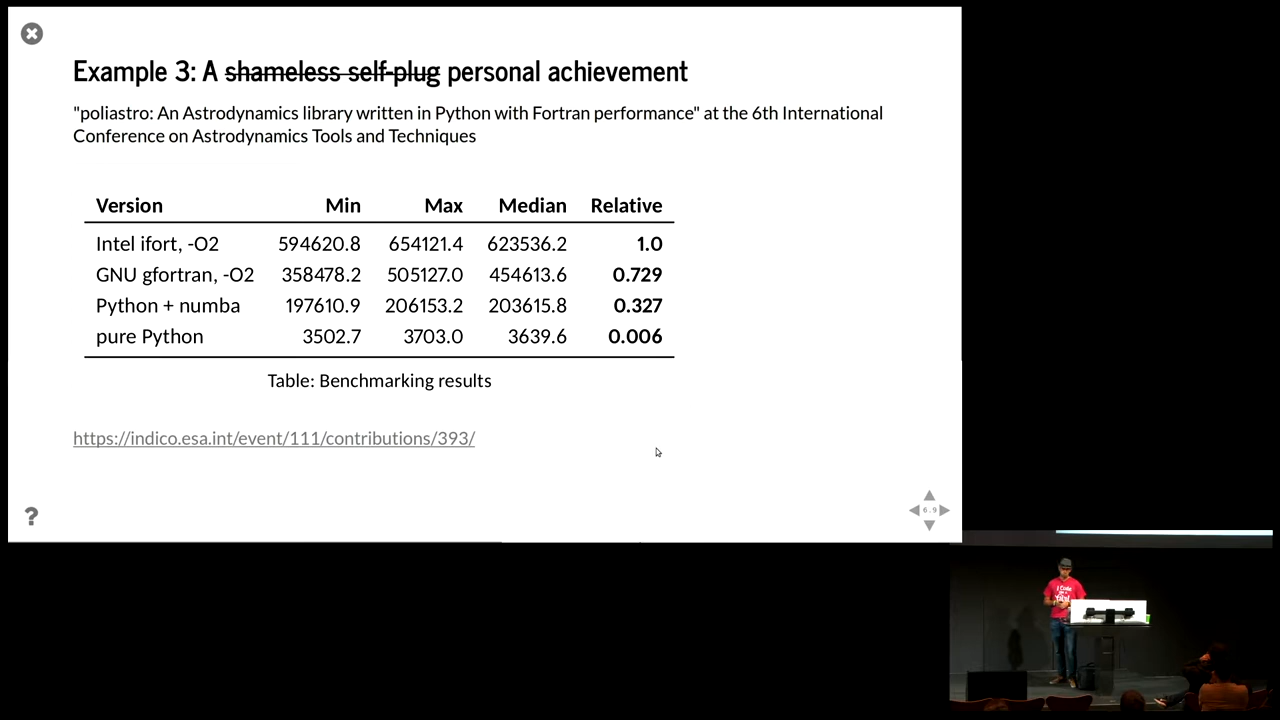 Example 3: A shameless self-plug personal achievement
"poliastro: An Astrodynamics library written in Python with Fortran performance" at the 6th International
Conference on Astrodynamics Tools and Techniques
Version Min Max Median Relative
Intel ifort, -O2 594620.8 654121.4 623536.2 1.0
GNU gfortran, -O2 358478.2 505127.0 454613.6 0.729
Python + numba 197610.9 206153.2 203615.8 0.327
pure Python 3502.7 3703.0 3639.6 0.006
Table: Benchmarking results
https://indico.esa.int/event/111/contributions/393/
?
6.9
I Code